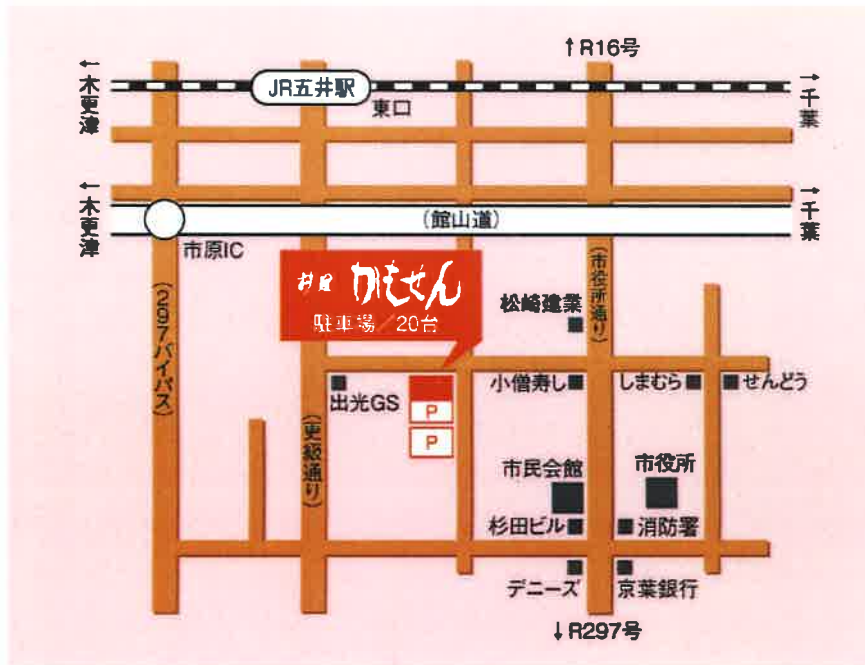 ↑R16号
←木更津
JR五井駅
東口
→千葉
←木更津
(館山道)
→千葉
市原IC
かもせん
駐車場/20台
(297バイパス)
(更級通り)
(市役所通り)
松崎建業
出光GS
小僧寿し
しまむら
せんどう
P
P
市民会館
市役所
杉田ビル
消防署
デニーズ
京葉銀行
↓R297号